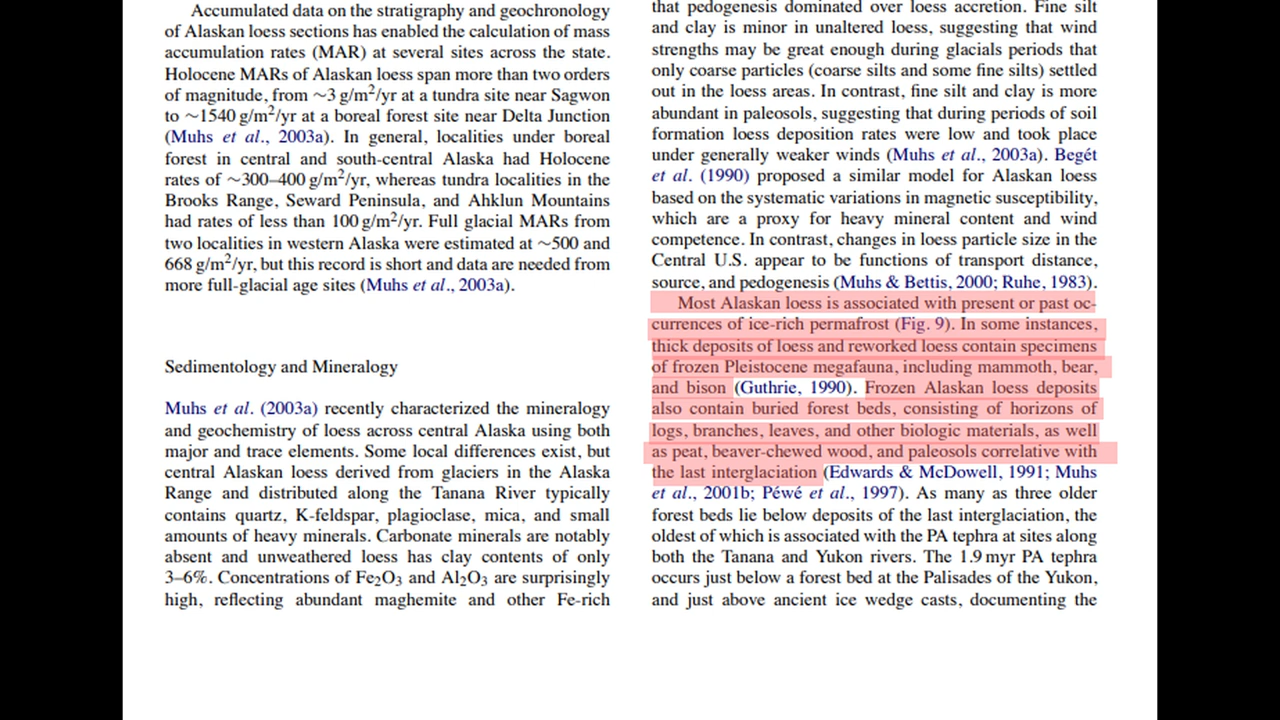 Accumulated data on the stratigraphy and geochronology
of Alaskan loess sections has enabled the calculation of mass
accumulation rates (MAR) at several sites across the state.
Holocene MARs of Alaskan loess span more than two orders
of magnitude, from ∼3 g/m²/yr at a tundra site near Sagwon
to ∼1540 g/m²/yr at a boreal forest site near Delta Junction
(Muhs et al., 2003a). In general, localities under boreal
forest in central and south-central Alaska had Holocene
rates of ∼300–400 g/m²/yr, whereas tundra localities in the
Brooks Range, Seward Peninsula, and Ahklun Mountains
had rates of less than 100 g/m²/yr. Full glacial MARs from
two localities in western Alaska were estimated at ∼500 and
668 g/m²/yr, but this record is short and data are needed from
more full-glacial age sites (Muhs et al., 2003a).
Sedimentology and Mineralogy
Muhs et al. (2003a) recently characterized the mineralogy
and geochemistry of loess across central Alaska using both
major and trace elements. Some local differences exist, but
central Alaskan loess derived from glaciers in the Alaska
Range and distributed along the Tanana River typically
contains quartz, K-feldspar, plagioclase, mica, and small
amounts of heavy minerals. Carbonate minerals are notably
absent and unweathered loess has clay contents of only
3–6%. Concentrations of Fe₂O₃ and Al₂O₃ are surprisingly
high, reflecting abundant maghemite and other Fe-rich
that pedogenesis dominated over loess accretion. Fine silt
and clay is minor in unaltered loess, suggesting that wind
strengths may be great enough during glacials periods that
only coarse particles (coarse silts and some fine silts) settled
out in the loess areas. In contrast, fine silt and clay is more
abundant in paleosols, suggesting that during periods of soil
formation loess deposition rates were low and took place
under generally weaker winds (Muhs et al., 2003a). Begét
et al. (1990) proposed a similar model for Alaskan loess
based on the systematic variations in magnetic susceptibility,
which are a proxy for heavy mineral content and wind
competence. In contrast, changes in loess particle size in the
Central U.S. appear to be functions of transport distance,
source, and pedogenesis (Muhs & Bettis, 2000; Ruhe, 1983).
Most Alaskan loess is associated with present or past oc-
currences of ice-rich permafrost (Fig. 9). In some instances,
thick deposits of loess and reworked loess contain specimens
of frozen Pleistocene megafauna, including mammoth, bear,
and bison (Guthrie, 1990). Frozen Alaskan loess deposits
also contain buried forest beds, consisting of horizons of
logs, branches, leaves, and other biologic materials, as well
as peat, beaver-chewed wood, and paleosols correlative with
the last interglaciation (Edwards & McDowell, 1991; Muhs
et al., 2001b; Péwé et al., 1997). As many as three older
forest beds lie below deposits of the last interglaciation, the
oldest of which is associated with the PA tephra at sites along
both the Tanana and Yukon rivers. The 1.9 myr PA tephra
occurs just below a forest bed at the Palisades of the Yukon,
and just above ancient ice wedge casts, documenting the